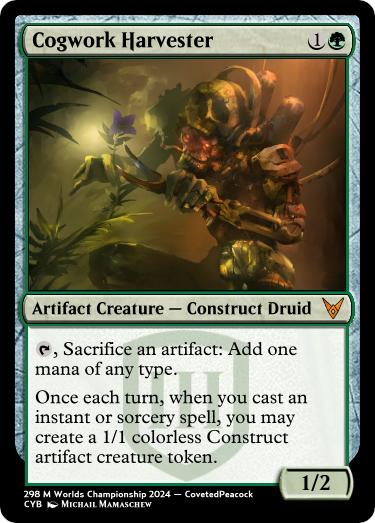 Cogwork Harvester 1
Artifact Creature — Construct Druid
, Sacrifice an artifact: Add one
mana of any type.
Once each turn, when you cast an
instant or sorcery spell, you may
create a 1/1 colorless Construct
artifact creature token.
1/2
298 M Worlds Championship 2024 — CovetedPeacock
CYB Michail Mamaschew